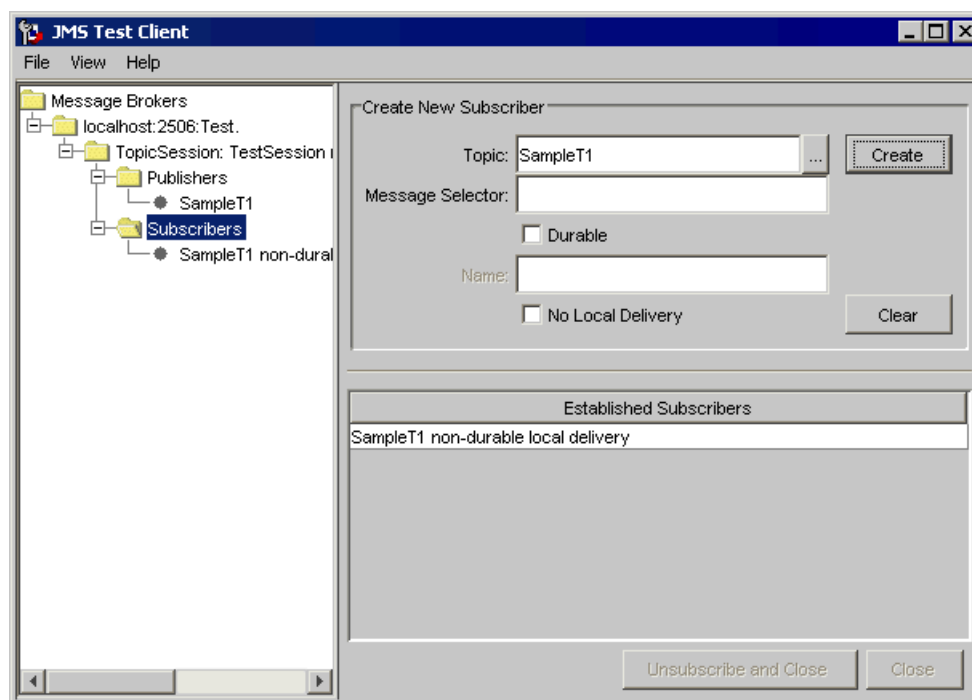 JMS Test Client
File View Help
Message Brokers
localhost:2506:Test.
TopicSession: TestSession
Publishers
SampleT1
Subscribers
SampleT1 non-dural
Create New Subscriber
Topic: SampleT1 ... Create
Message Selector:
Durable
Name:
No Local Delivery Clear
Established Subscribers
SampleT1 non-durable local delivery
Unsubscribe and Close Close